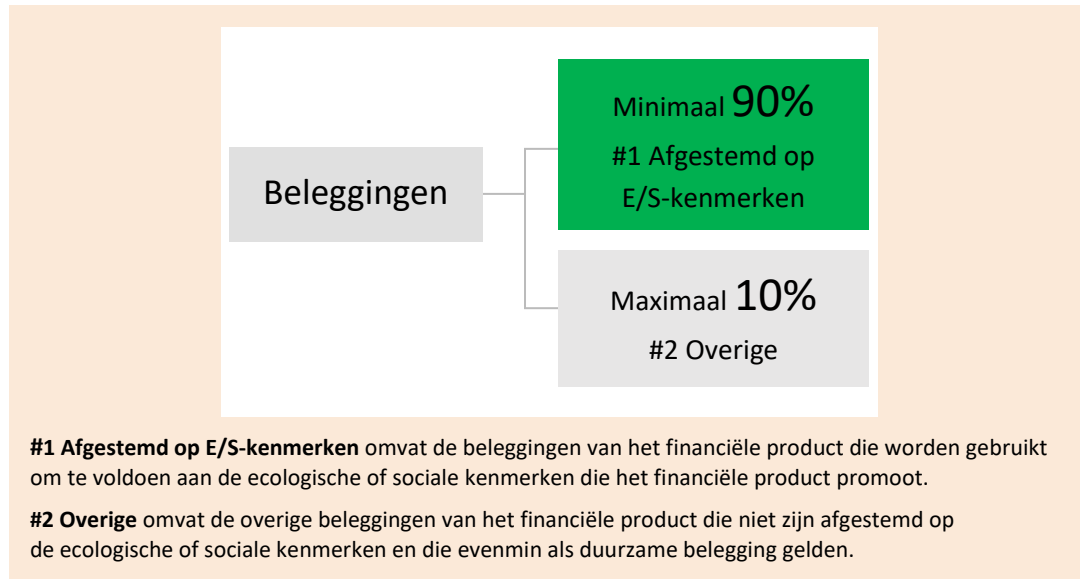 Beleggingen
Minimaal 90%
#1 Afgestemd op
E/S-kenmerken
Maximaal 10%
#2 Overige
#1 Afgestemd op E/S-kenmerken omvat de beleggingen van het financiële product die worden gebruikt
om te voldoen aan de ecologische of sociale kenmerken die het financiële product promoot.
#2 Overige omvat de overige beleggingen van het financiële product die niet zijn afgestemd op
de ecologische of sociale kenmerken en die evenmin als duurzame belegging gelden.